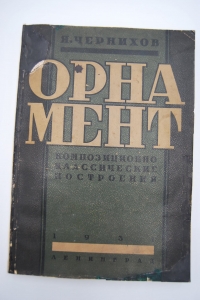 Я.ЧЕРНИХОВ
ОРНА
МЕНТ
КОМПОЗИЦИОННО
КЛАССИЧЕСКИЕ
ПОСТРОЕНИЯ
ЛЕНИНГРАД